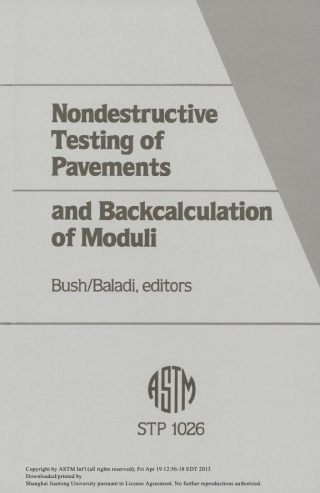 Nondestructive
Testing of
Pavements
and Backcalculation
of Moduli
Bush/Baladi, editors
ASTM
STP 1026
Copyright by ASTM Int'l (all rights reserved); Fri Apr 19 12:56:18 EDT 2013
Downloaded/printed by
Shanghai Jiaotong University pursuant to License Agreement. No further reproductions authorized.